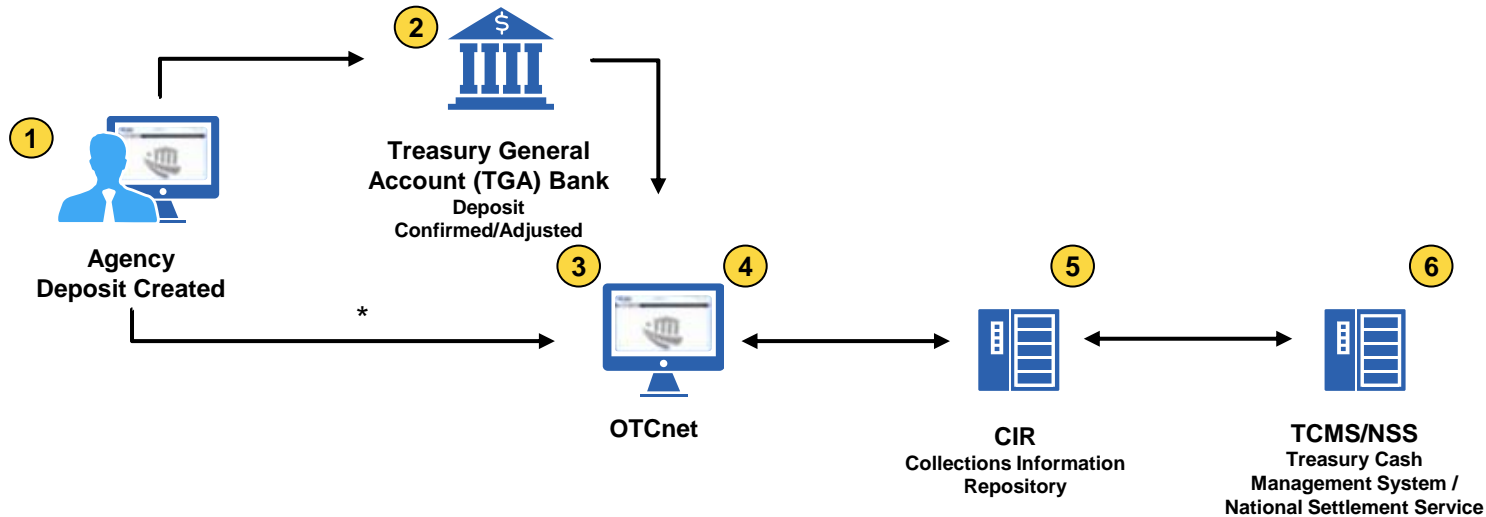 1
Agency
Deposit Created
2
$
Treasury General
Account (TGA) Bank
Deposit
Confirmed/Adjusted
*
3
4
OTCnet
5
CIR
Collections Information
Repository
6
TCMS/NSS
Treasury Cash
Management System /
National Settlement Service